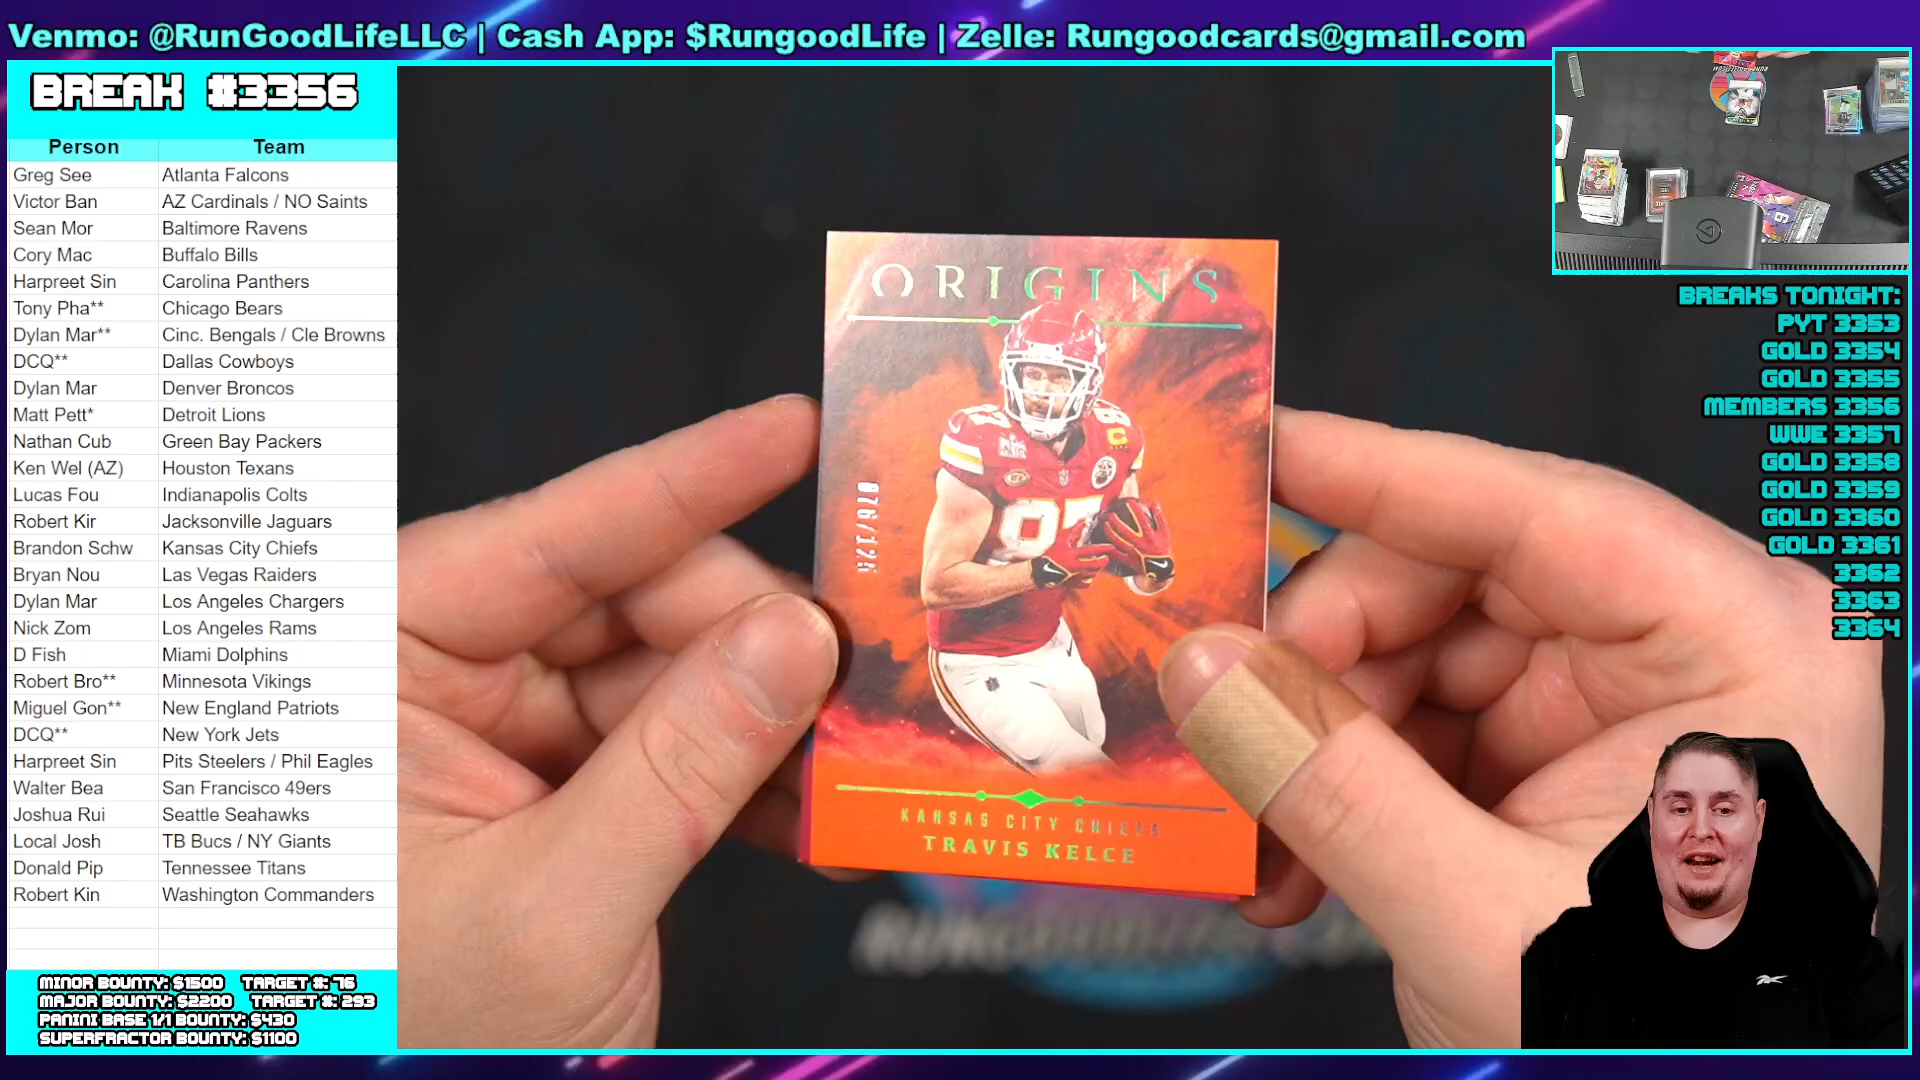 Venmo: @RunGoodLifeLLC | Cash App: $RungoodLife | Zelle: Rungoodcards@gmail.com
BREAK #3356
Person Team
Greg See Atlanta Falcons
Victor Ban AZ Cardinals / NO Saints
Sean Mor Baltimore Ravens
Cory Mac Buffalo Bills
Harpreet Sin Carolina Panthers
Tony Pha** Chicago Bears
Dylan Mar** Cinc. Bengals / Cle Browns
DCQ** Dallas Cowboys
Dylan Mar Denver Broncos
Matt Pett* Detroit Lions
Nathan Cub Green Bay Packers
Ken Wel (AZ) Houston Texans
Lucas Fou Indianapolis Colts
Robert Kir Jacksonville Jaguars
Brandon Schw Kansas City Chiefs
Bryan Nou Las Vegas Raiders
Dylan Mar Los Angeles Chargers
Nick Zom Los Angeles Rams
D Fish Miami Dolphins
Robert Bro** Minnesota Vikings
Miguel Gon** New England Patriots
DCQ** New York Jets
Harpreet Sin Pits Steelers / Phil Eagles
Walter Bea San Francisco 49ers
Joshua Rui Seattle Seahawks
Local Josh TB Bucs / NY Giants
Donald Pip Tennessee Titans
Robert Kin Washington Commanders
MINOR BOUNTY: $1500 TARGET #: 76
MAJOR BOUNTY: $2200 TARGET #: 293
PANINI BASE 1/1 BOUNTY: $430
SUPERFRACTOR BOUNTY: $1100
ORIGINS
076/125
87
KANSAS CITY CHIEFS
TRAVIS KELCE
BREAKS TONIGHT:
PYT 3353
GOLD 3354
GOLD 3355
MEMBERS 3356
WWE 3357
GOLD 3358
GOLD 3359
GOLD 3360
GOLD 3361
3362
3363
3364